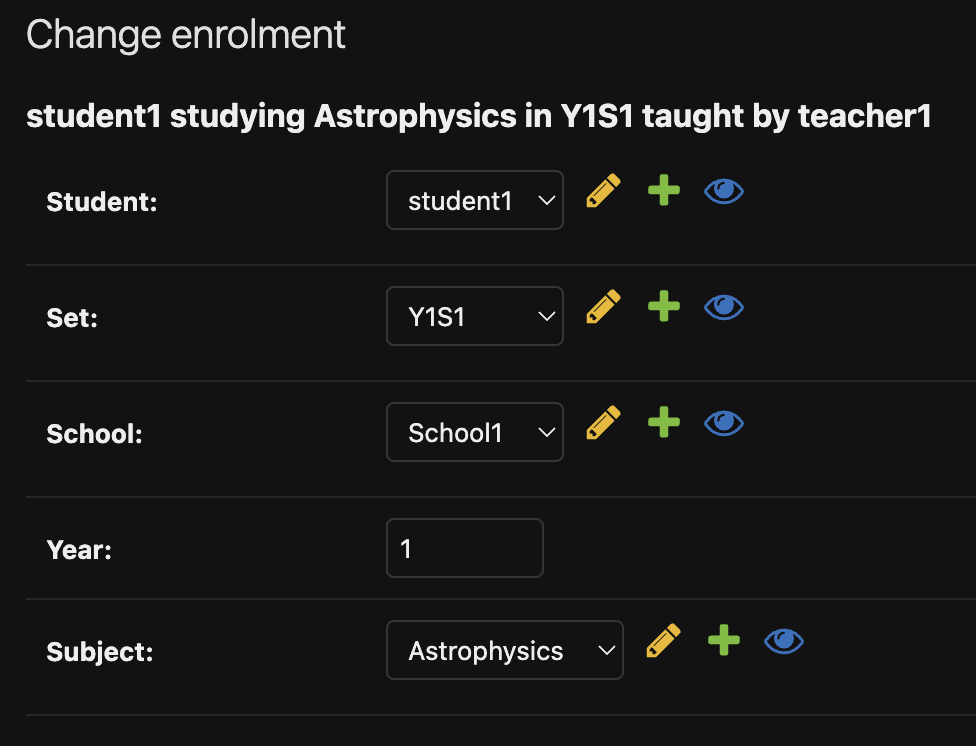 Change enrolment
student1 studying Astrophysics in Y1S1 taught by teacher1
Student: student1
Set: Y1S1
School: School1
Year: 1
Subject: Astrophysics